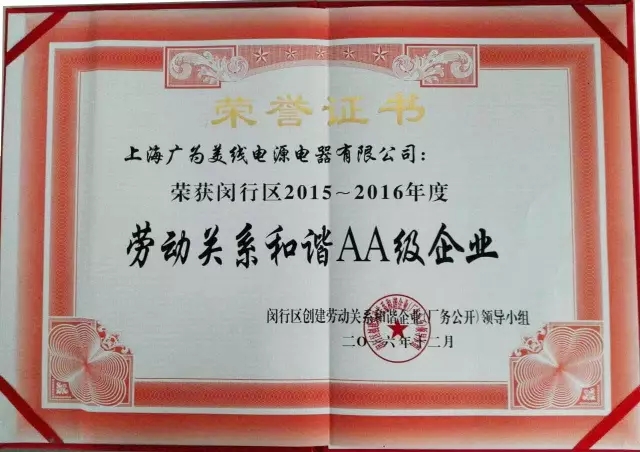 荣誉证书
上海广为美线电源电器有限公司：
荣获闵行区2015~2016年度
劳动关系和谐AA级企业
闵行区创建劳动关系和谐企业(厂务公开)领导小组
二〇一六年十二月